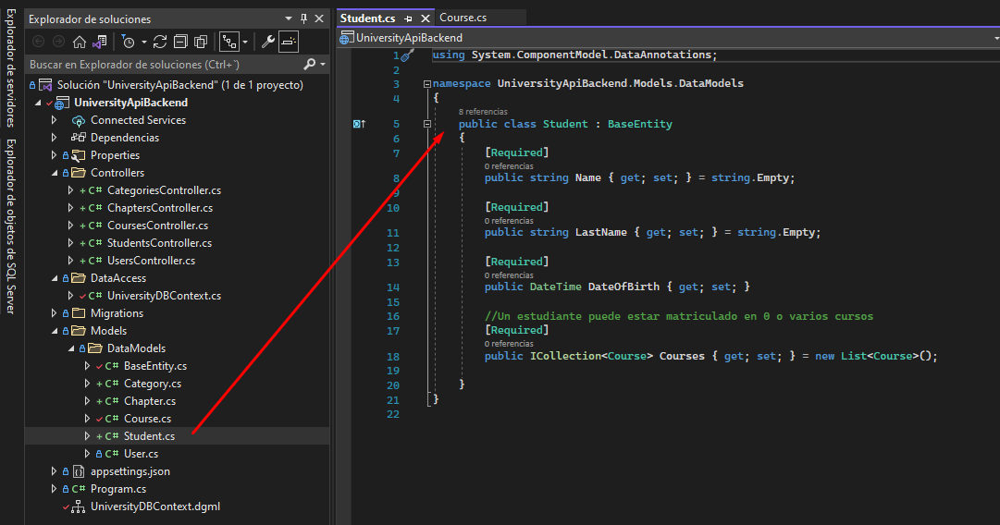 Explorador de servidores
Explorador de objetos de SQL Server
Explorador de soluciones
Buscar en Explorador de soluciones (Ctrl+`)
Solución "UniversityApiBackend" (1 de 1 proyecto)
UniversityApiBackend
Connected Services
Dependencias
Properties
Controllers
+ C# CategoriesController.cs
+ C# ChaptersController.cs
+ C# CoursesController.cs
+ C# StudentsController.cs
+ C# UsersController.cs
DataAccess
C# UniversityDBContext.cs
Migrations
Models
DataModels
C# BaseEntity.cs
+ C# Category.cs
+ C# Chapter.cs
C# Course.cs
+ C# Student.cs
C# User.cs
appsettings.json
C# Program.cs
UniversityDBContext.dgml
Student.cs
Course.cs
UniversityApiBackend
1 using System.ComponentModel.DataAnnotations;
2
3 namespace UniversityApiBackend.Models.DataModels
4 {
8 referencias
5 public class Student : BaseEntity
6 {
7 [Required]
0 referencias
8 public string Name { get; set; } = string.Empty;
9
10 [Required]
0 referencias
11 public string LastName { get; set; } = string.Empty;
12
13 [Required]
0 referencias
14 public DateTime DateOfBirth { get; set; }
15
16 //Un estudiante puede estar matriculado en 0 o varios cursos
17 [Required]
0 referencias
18 public ICollection<Course> Courses { get; set; } = new List<Course>();
19
20 }
21 }
22